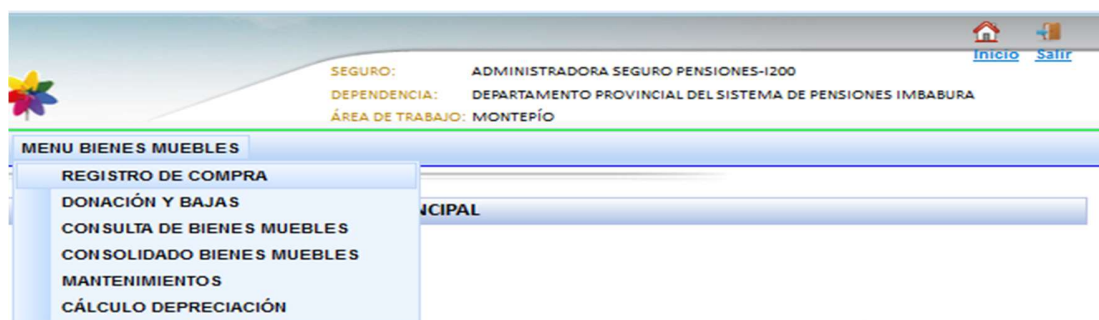 Inicio Salir
SEGURO: ADMINISTRADORA SEGURO PENSIONES-I200
DEPENDENCIA: DEPARTAMENTO PROVINCIAL DEL SISTEMA DE PENSIONES IMBABURA
ÁREA DE TRABAJO: MONTEPÍO
MENU BIENES MUEBLES
REGISTRO DE COMPRA
DONACIÓN Y BAJAS
NCIPAL
CONSULTA DE BIENES MUEBLES
CONSOLIDADO BIENES MUEBLES
MANTENIMIENTOS
CÁLCULO DEPRECIACIÓN